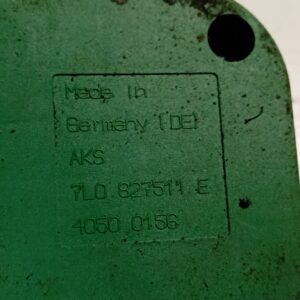 Made in
Germany (DE)
AKS
7L0 827511 E
4050 0156